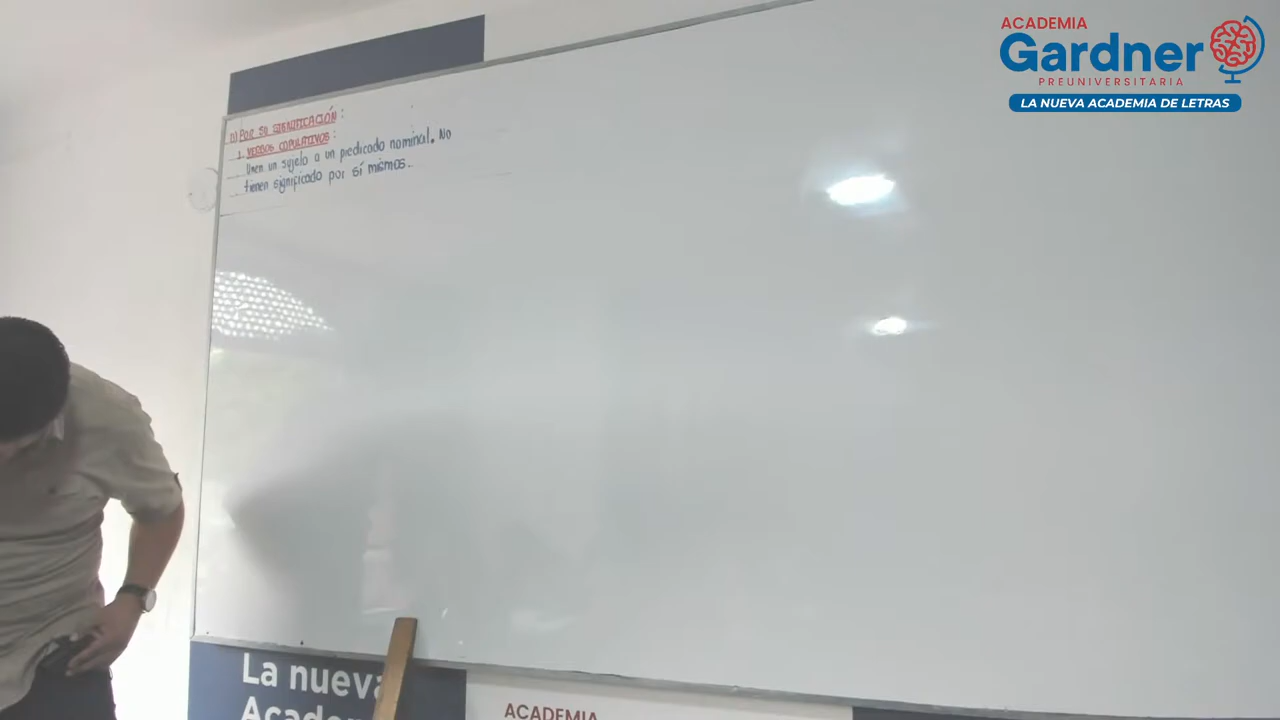 ACADEMIA
Gardner
PREUNIVERSITARIA
LA NUEVA ACADEMIA DE LETRAS
D) POR SU SIGNIFICACIÓN:
1. VERBOS COPULATIVOS:
Unen un sujeto a un predicado nominal. No
tienen significado por sí mismos.
La nueva
Acade
ACADEMIA